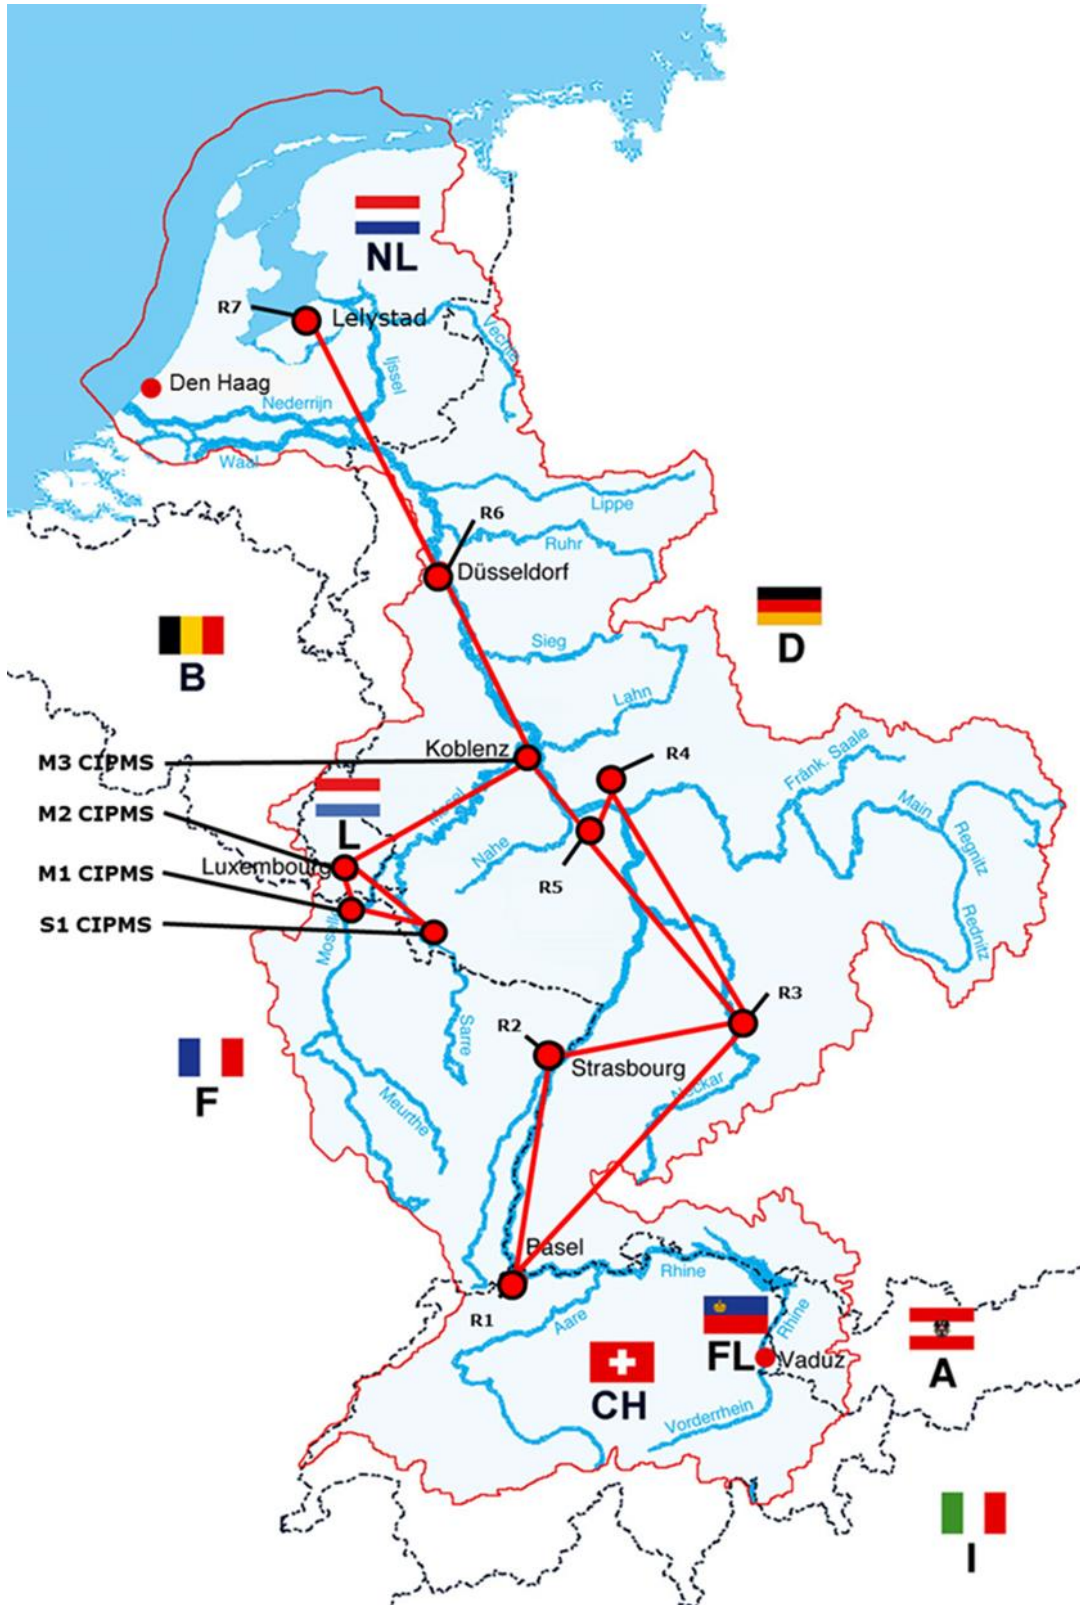 NL
R7
Lelystad
Vechte
Ijssel
Den Haag
Nederrijn
Waal
Lippe
R6
Ruhr
Düsseldorf
D
Sieg
B
Lahn
Koblenz
R4
Fränk. Saale
M3 CIPMS
Mosel
Main
M2 CIPMS
L
Regnitz
Nahe
Luxembourg
M1 CIPMS
R5
S1 CIPMS
Moselle
Rednitz
R3
R2
Sarre
Strasbourg
F
Neckar
Meurthe
Basel
Rhine
R1
Aare
Rhine
FL
Vaduz
A
CH
Vorderrhein
I